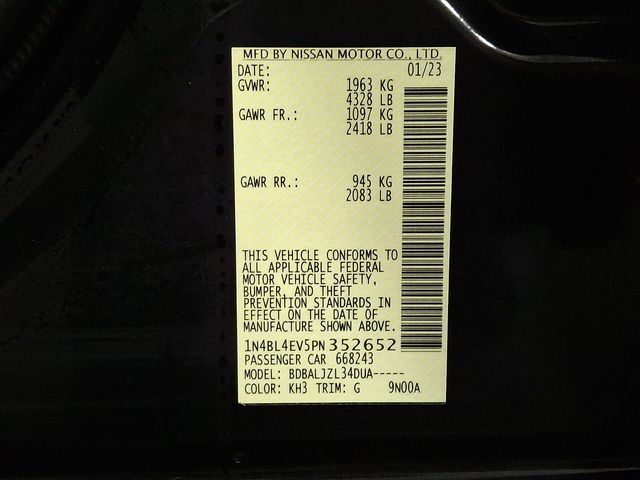 MFD BY NISSAN MOTOR CO., LTD.
DATE: 01/23
GVWR: 1963 KG
4328 LB
GAWR FR.: 1097 KG
2418 LB
GAWR RR.: 945 KG
2083 LB
THIS VEHICLE CONFORMS TO
ALL APPLICABLE FEDERAL
MOTOR VEHICLE SAFETY,
BUMPER, AND THEFT
PREVENTION STANDARDS IN
EFFECT ON THE DATE OF
MANUFACTURE SHOWN ABOVE.
1N4BL4EV5PN352652
PASSENGER CAR 668243
MODEL: BDBALJZL34DUA-----
COLOR: KH3 TRIM: G 9N00A